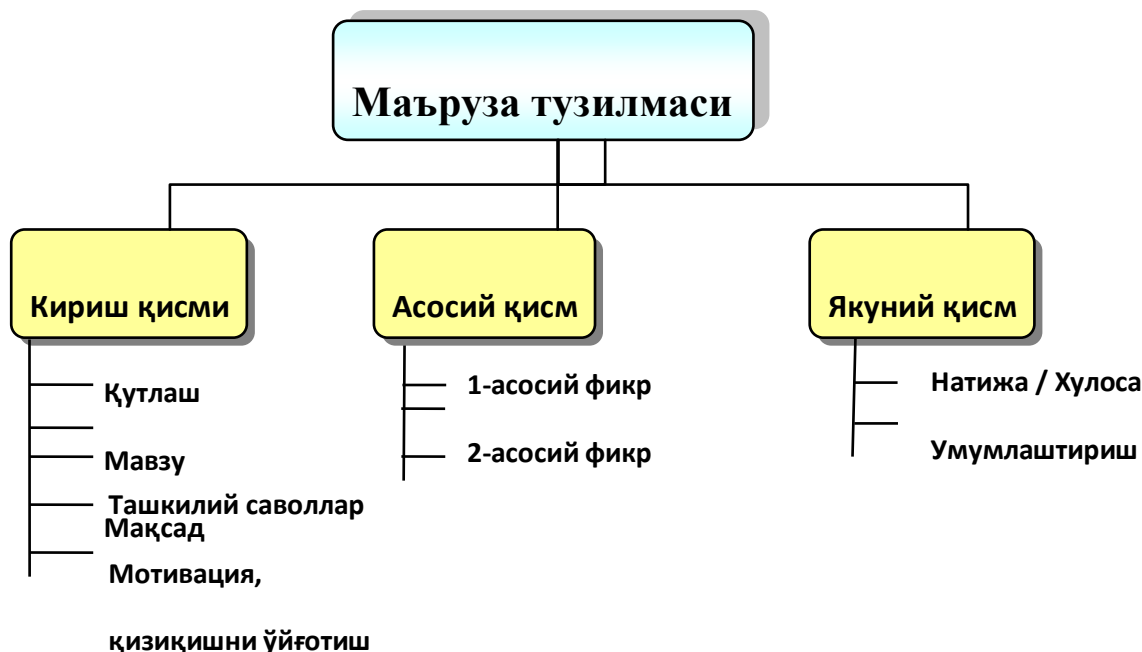 Маъруза тузилмаси
Кириш қисми
Асосий қисм
Якуний қисм
Қутлаш
Мавзу
Ташкилий саволлар
Мақсад
Мотивация,
қизиқишни ўйғотиш
1-асосий фикр
2-асосий фикр
Натижа / Хулоса
Умумлаштириш